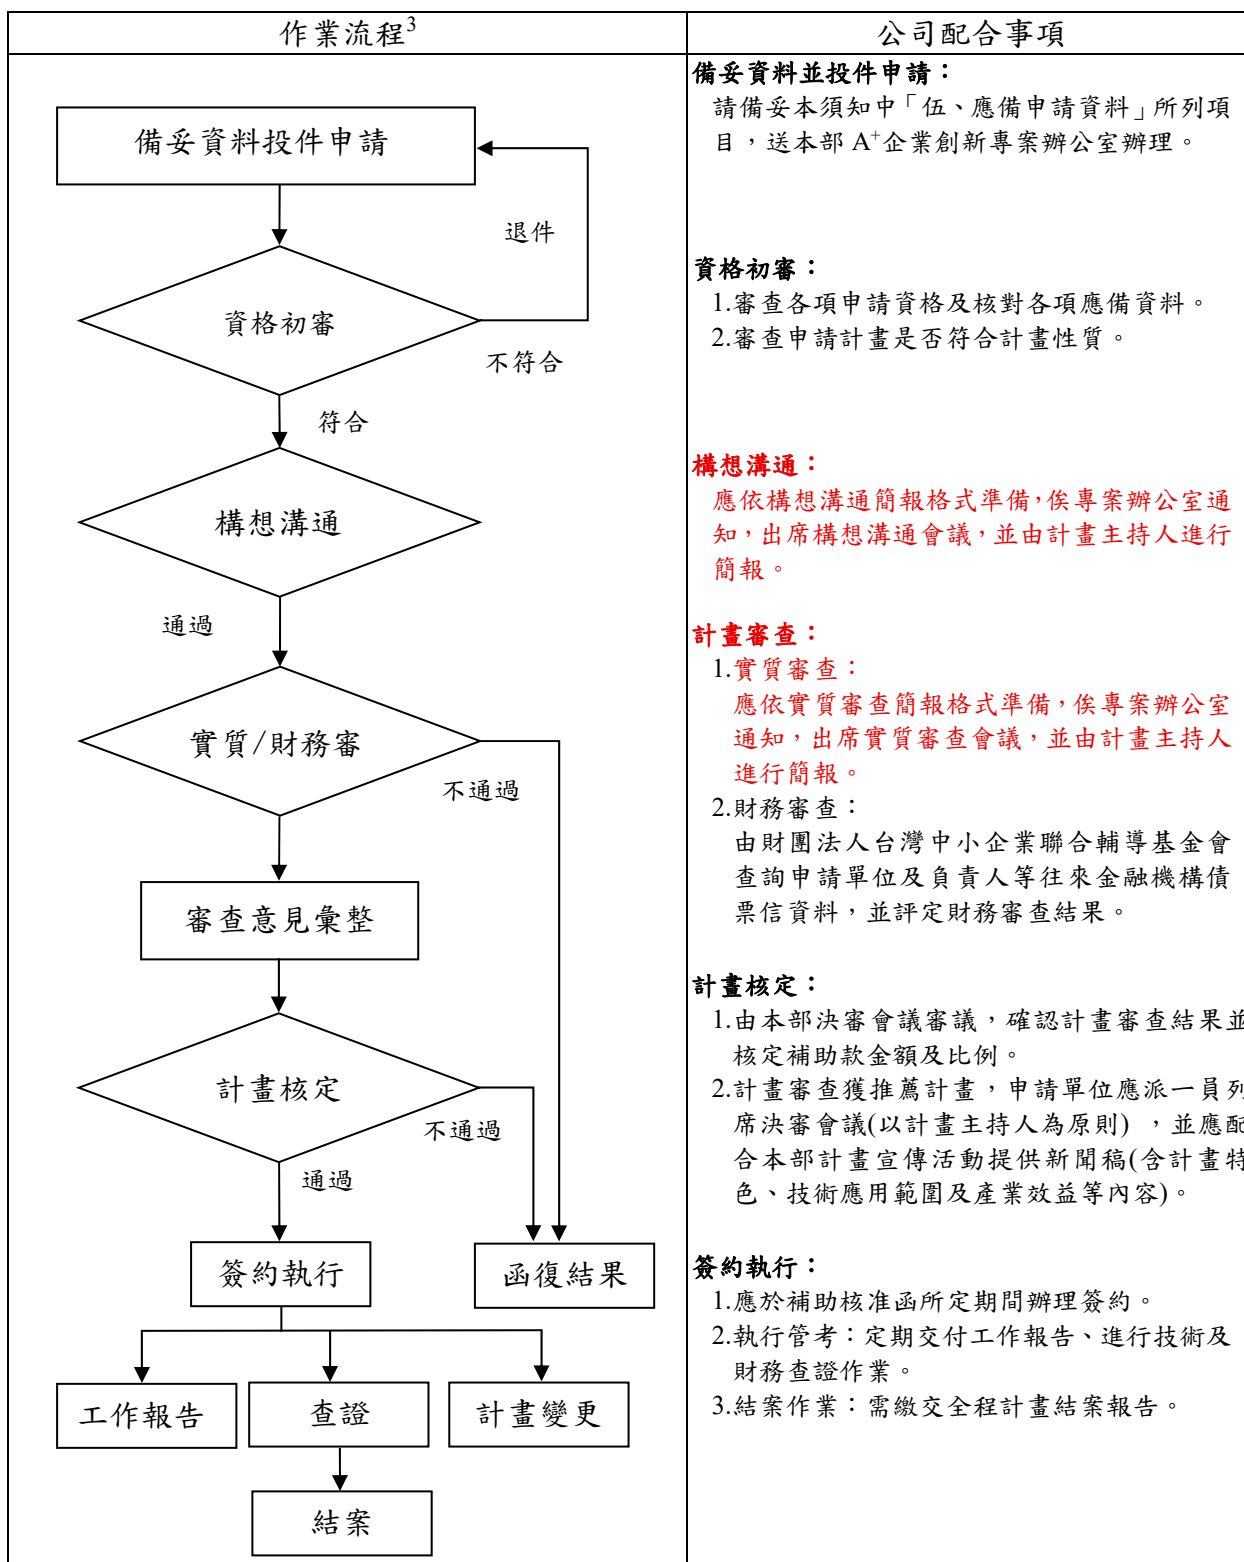 作業流程3
備妥資料投件申請
退件
資格初審
不符合
符合
構想溝通
通過
實質/財務審
不通過
審查意見彙整
計畫核定
不通過
通過
簽約執行
函復結果
工作報告
查證
計畫變更
結案
公司配合事項
備妥資料並投件申請：
請備妥本須知中「伍、應備申請資料」所列項
目，送本部 A+企業創新專案辦公室辦理。
資格初審：
1.審查各項申請資格及核對各項應備資料。
2.審查申請計畫是否符合計畫性質。
構想溝通：
應依構想溝通簡報格式準備，俟專案辦公室通
知，出席構想溝通會議，並由計畫主持人進行
簡報。
計畫審查：
1.實質審查：
應依實質審查簡報格式準備，俟專案辦公室
通知，出席實質審查會議，並由計畫主持人
進行簡報。
2.財務審查：
由財團法人台灣中小企業聯合輔導基金會
查詢申請單位及負責人等往來金融機構債
票信資料，並評定財務審查結果。
計畫核定：
1.由本部決審會議審議，確認計畫審查結果並
核定補助款金額及比例。
2.計畫審查獲推薦計畫，申請單位應派一員列
席決審會議(以計畫主持人為原則) ，並應配
合本部計畫宣傳活動提供新聞稿(含計畫特
色、技術應用範圍及產業效益等內容)。
簽約執行：
1.應於補助核准函所定期間辦理簽約。
2.執行管考：定期交付工作報告、進行技術及
財務查證作業。
3.結案作業：需繳交全程計畫結案報告。